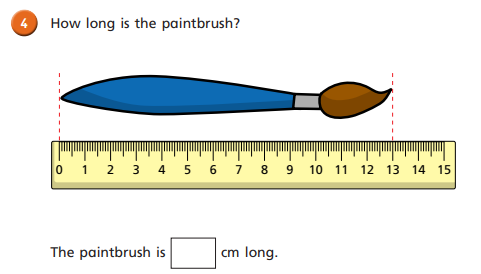 4 How long is the paintbrush?
0 1 2 3 4 5 6 7 8 9 10 11 12 13 14 15
The paintbrush is cm long.